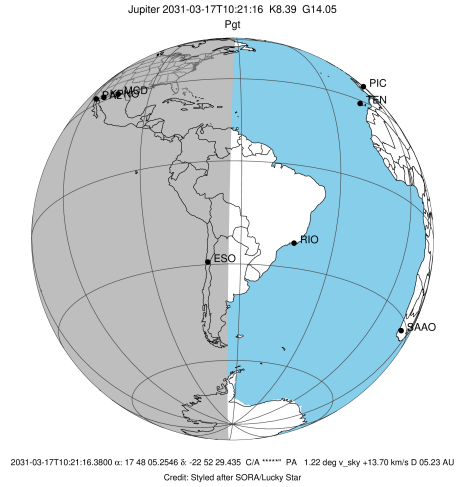 Jupiter 2031-03-17T10:21:16  K8.39  G14.05
Pgt
PIC
TEN
MCD
RIO
ESO
SAAO
2031-03-17T10:21:16.3800 α: 17 48 05.2546 δ: -22 52 29.435  C/A *****"  PA   1.22 deg v_sky +13.70 km/s D 05.23 AU
Credit: Styled after SORA/Lucky Star